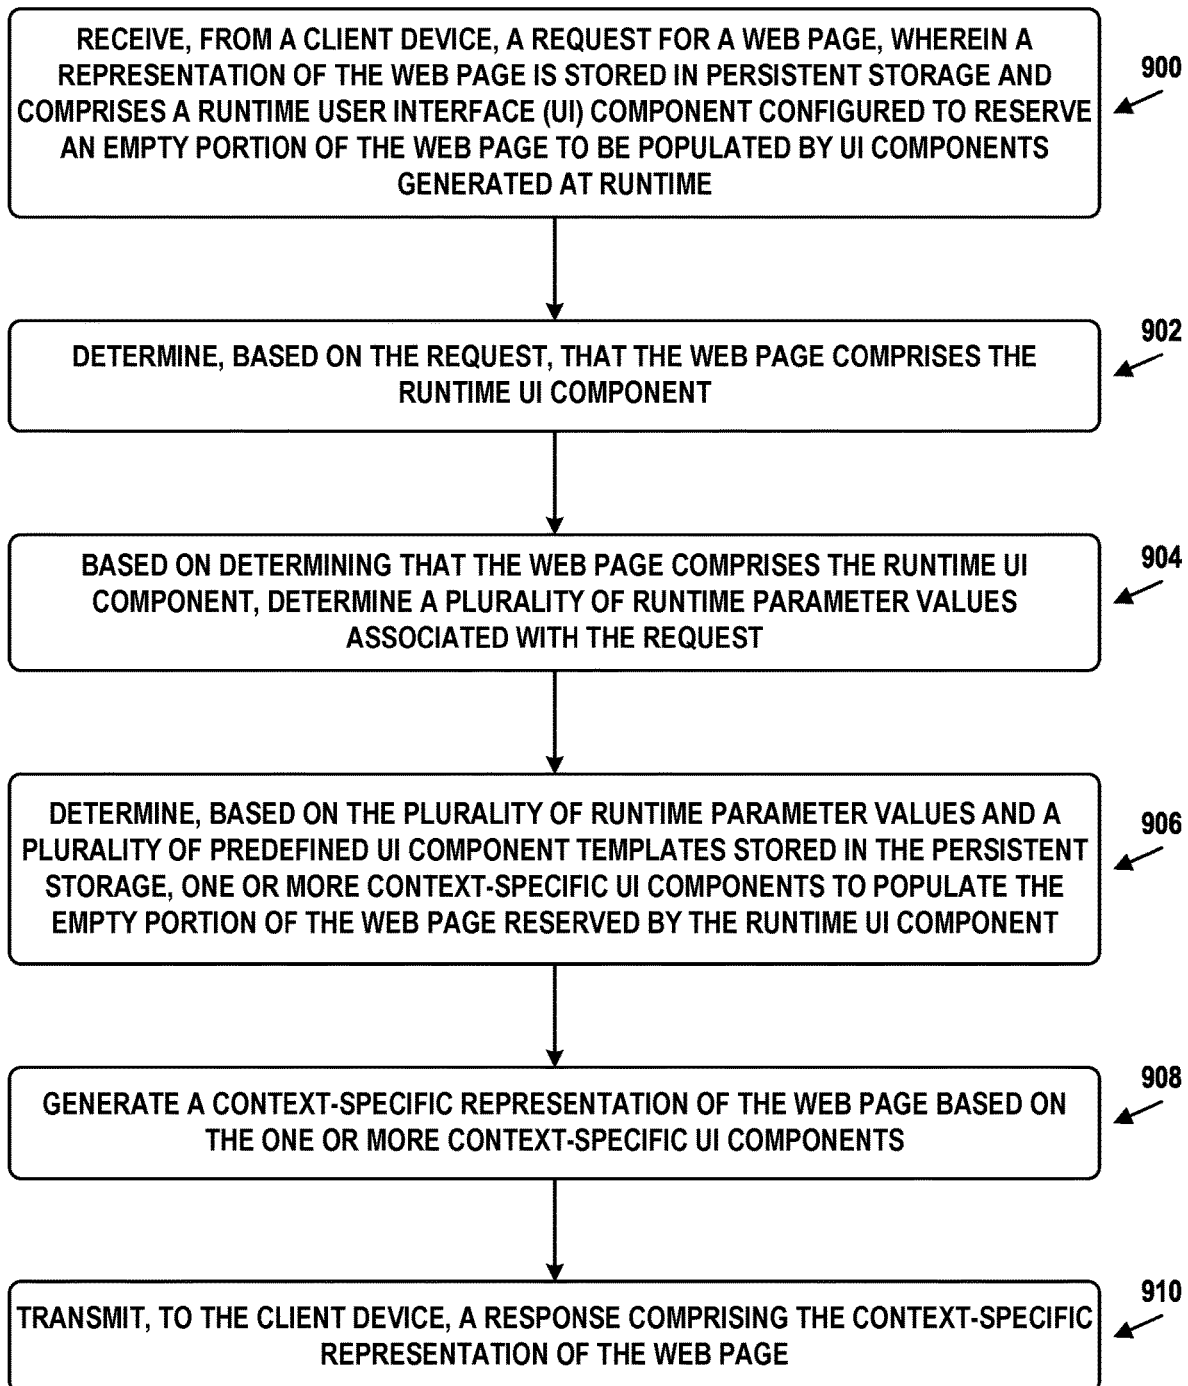 RECEIVE, FROM A CLIENT DEVICE, A REQUEST FOR A WEB PAGE, WHEREIN A
REPRESENTATION OF THE WEB PAGE IS STORED IN PERSISTENT STORAGE AND
COMPRISES A RUNTIME USER INTERFACE (UI) COMPONENT CONFIGURED TO RESERVE
AN EMPTY PORTION OF THE WEB PAGE TO BE POPULATED BY UI COMPONENTS
GENERATED AT RUNTIME
900
DETERMINE, BASED ON THE REQUEST, THAT THE WEB PAGE COMPRISES THE
RUNTIME UI COMPONENT
902
BASED ON DETERMINING THAT THE WEB PAGE COMPRISES THE RUNTIME UI
COMPONENT, DETERMINE A PLURALITY OF RUNTIME PARAMETER VALUES
ASSOCIATED WITH THE REQUEST
904
DETERMINE, BASED ON THE PLURALITY OF RUNTIME PARAMETER VALUES AND A
PLURALITY OF PREDEFINED UI COMPONENT TEMPLATES STORED IN THE PERSISTENT
STORAGE, ONE OR MORE CONTEXT-SPECIFIC UI COMPONENTS TO POPULATE THE
EMPTY PORTION OF THE WEB PAGE RESERVED BY THE RUNTIME UI COMPONENT
906
GENERATE A CONTEXT-SPECIFIC REPRESENTATION OF THE WEB PAGE BASED ON
THE ONE OR MORE CONTEXT-SPECIFIC UI COMPONENTS
908
TRANSMIT, TO THE CLIENT DEVICE, A RESPONSE COMPRISING THE CONTEXT-SPECIFIC
REPRESENTATION OF THE WEB PAGE
910